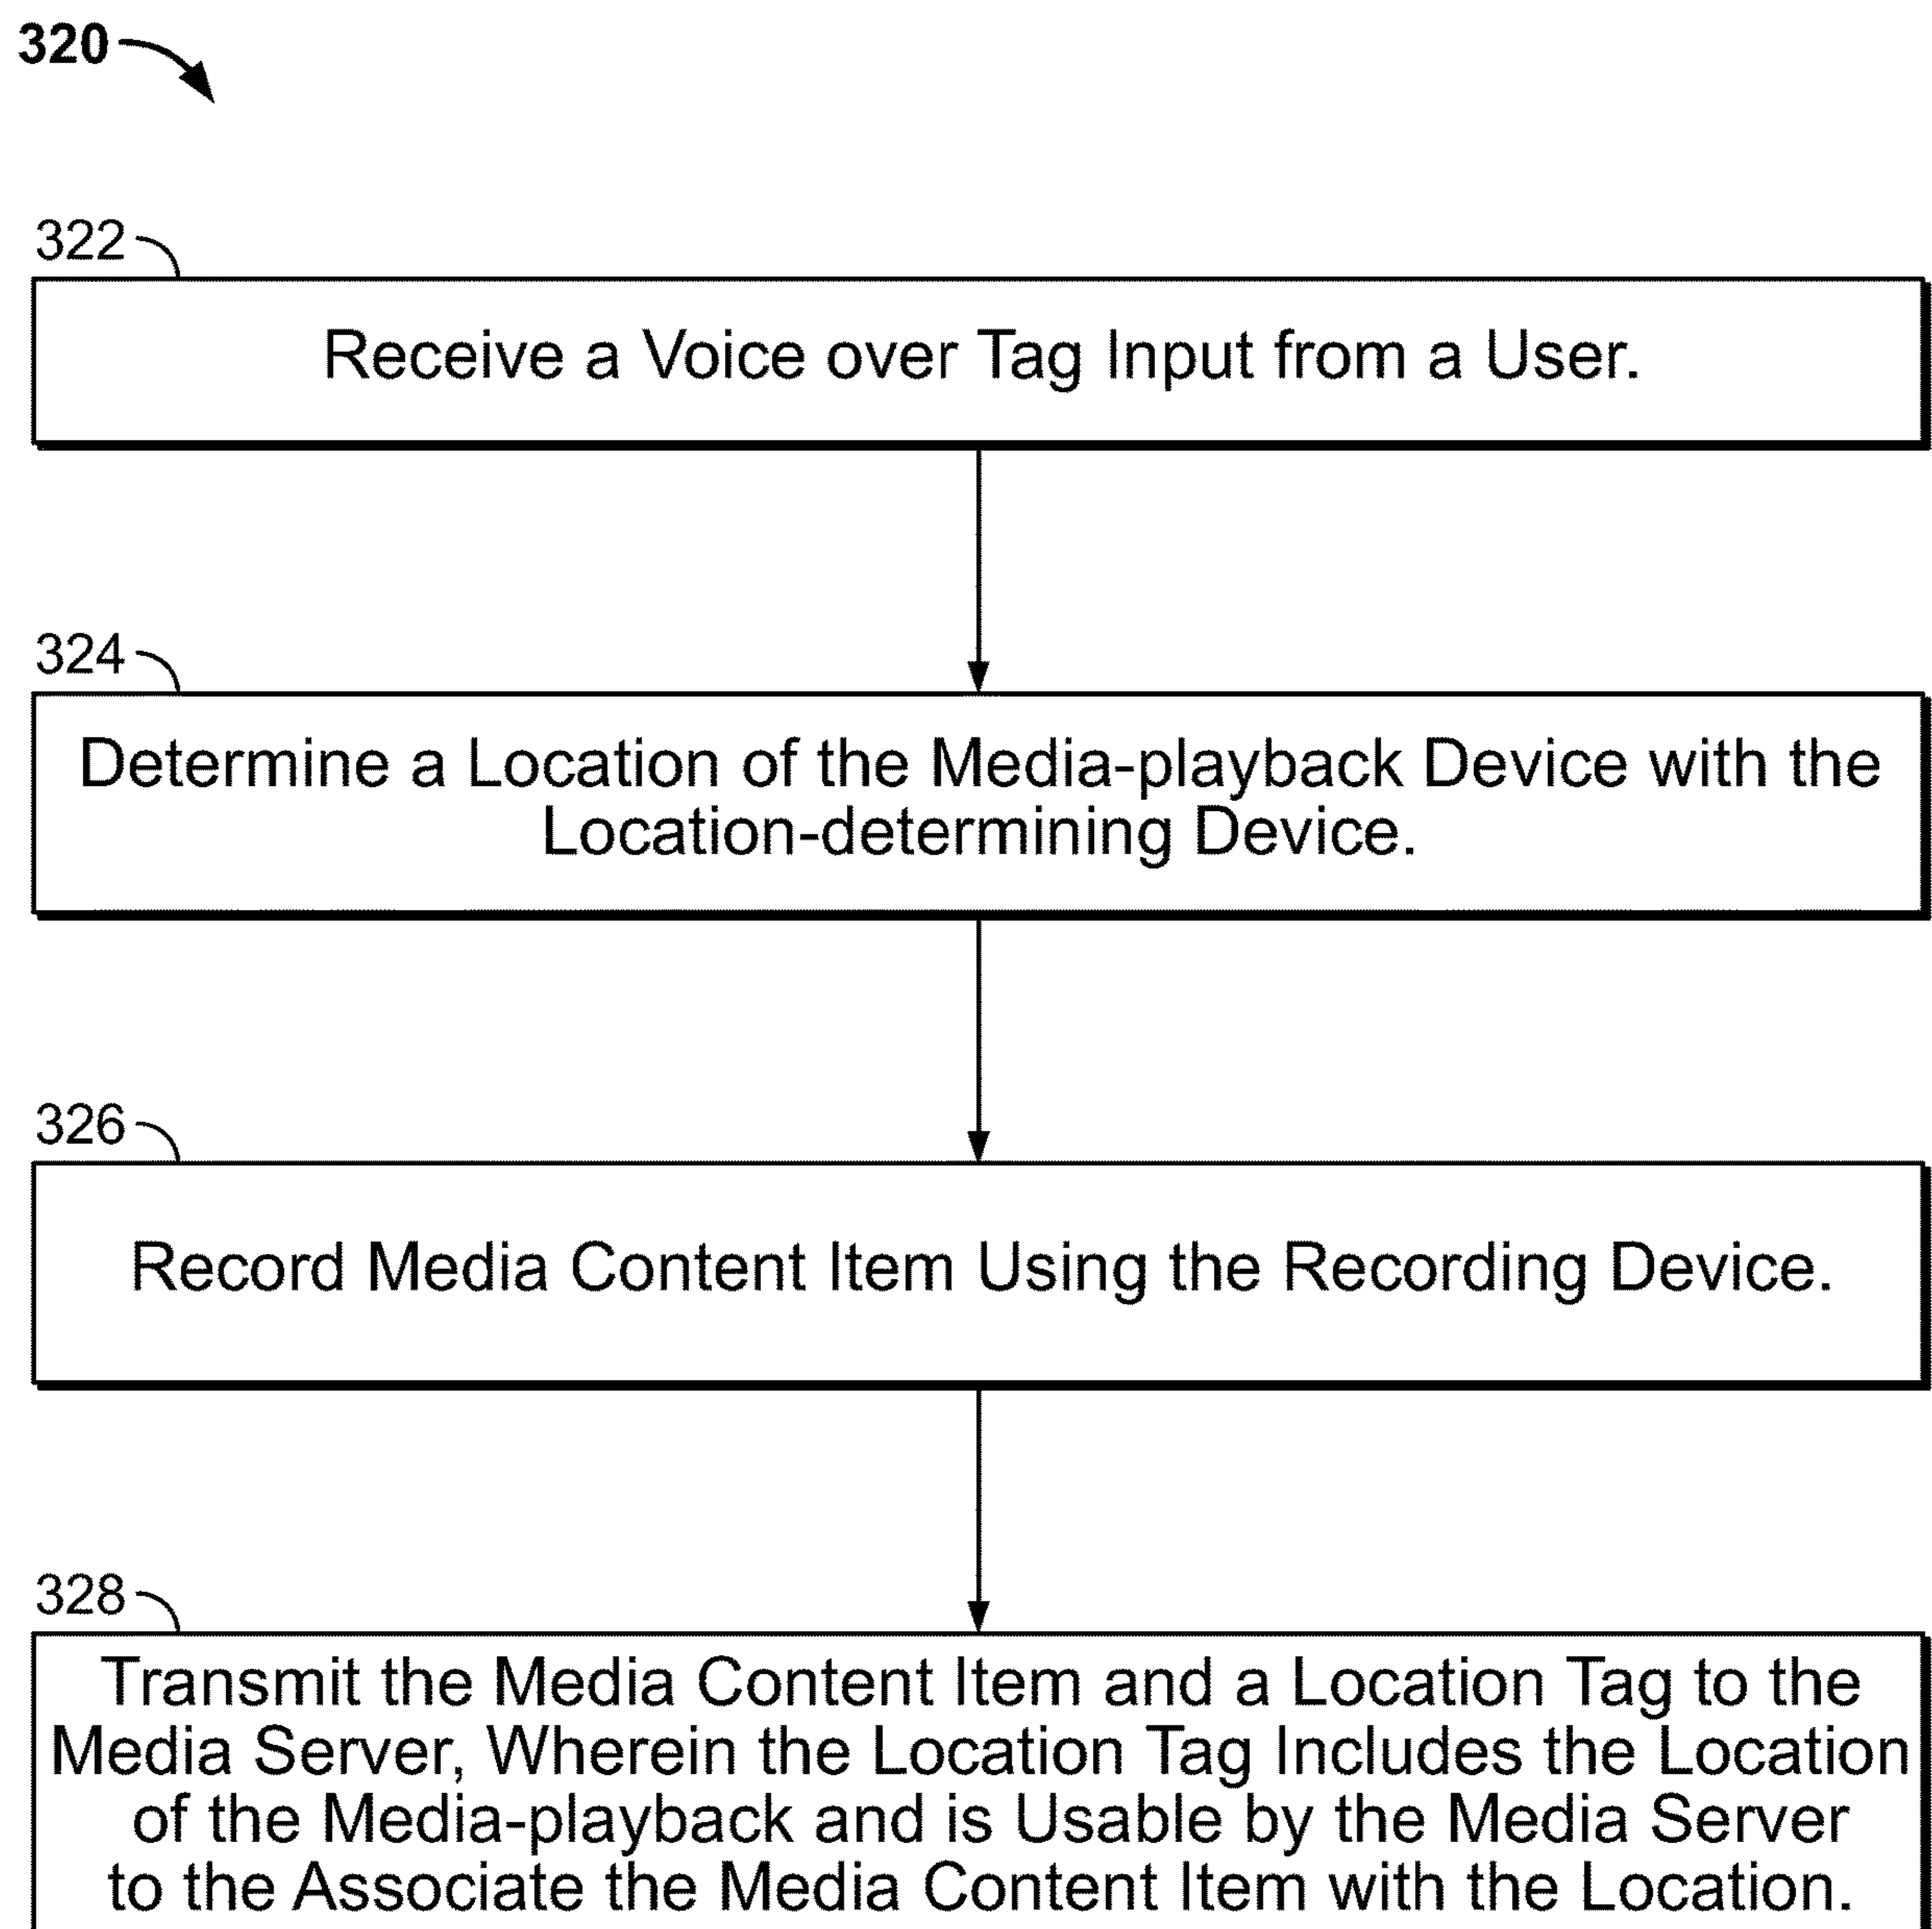 320
322
Receive a Voice over Tag Input from a User.
324
Determine a Location of the Media-playback Device with the
Location-determining Device.
326
Record Media Content Item Using the Recording Device.
328
Transmit the Media Content Item and a Location Tag to the
Media Server, Wherein the Location Tag Includes the Location
of the Media-playback and is Usable by the Media Server
to the Associate the Media Content Item with the Location.